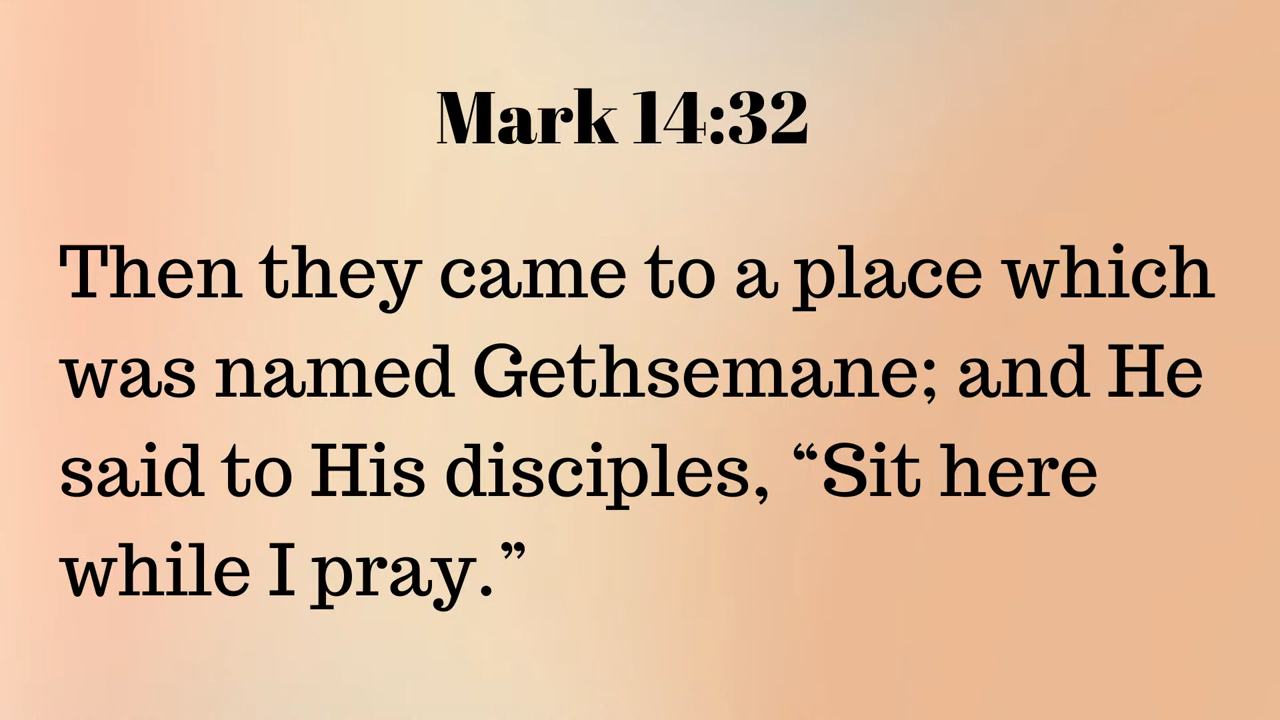 Mark 14:32
Then they came to a place which
was named Gethsemane; and He
said to His disciples, “Sit here
while I pray.”